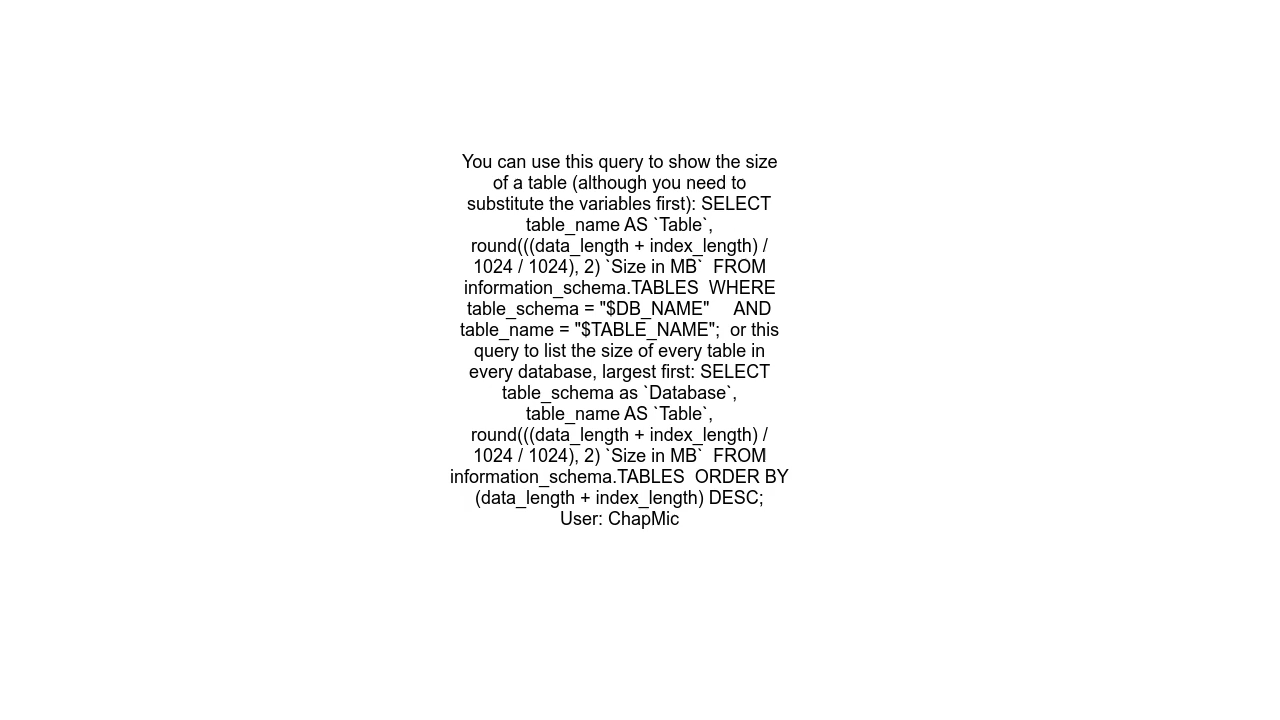 You can use this query to show the size
of a table (although you need to
substitute the variables first): SELECT
table_name AS `Table`,
round(((data_length + index_length) /
1024 / 1024), 2) `Size in MB`  FROM
information_schema.TABLES  WHERE
table_schema = "$DB_NAME"     AND
table_name = "$TABLE_NAME";  or this
query to list the size of every table in
every database, largest first: SELECT
table_schema as `Database`,
table_name AS `Table`,
round(((data_length + index_length) /
1024 / 1024), 2) `Size in MB`  FROM
information_schema.TABLES  ORDER BY
(data_length + index_length) DESC;
User: ChapMic